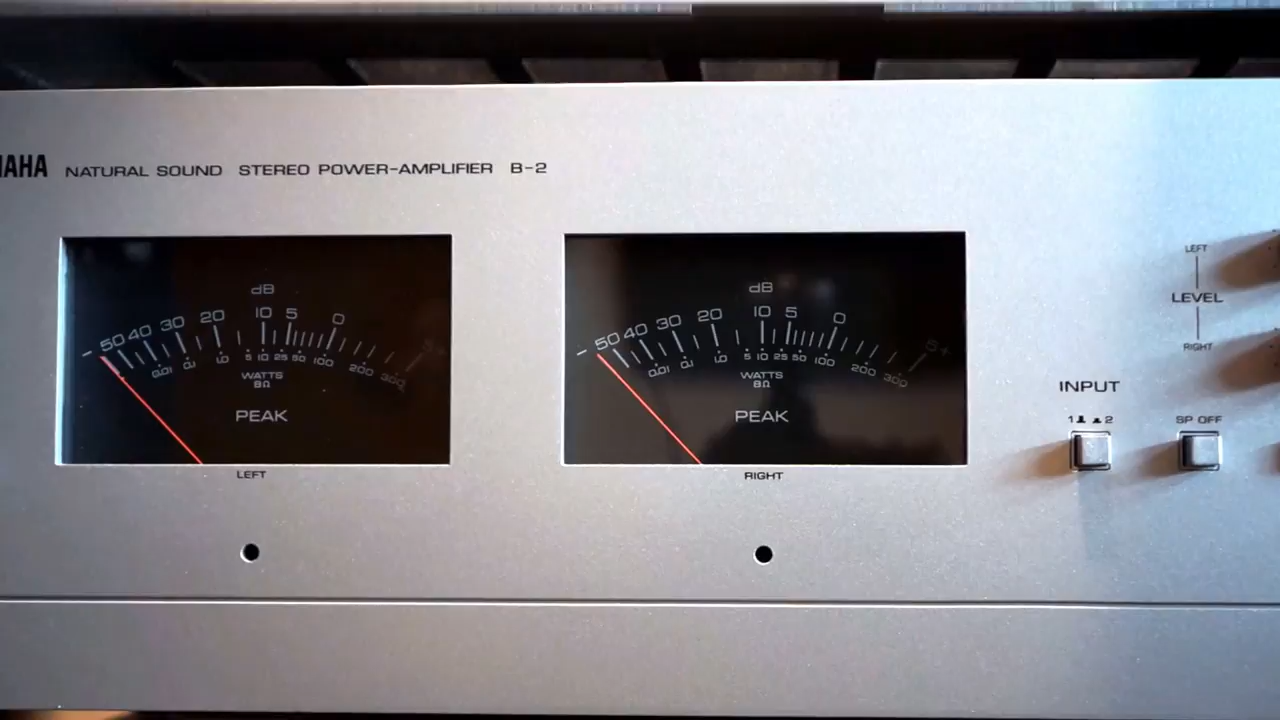 AHA NATURAL SOUND STEREO POWER-AMPLIFIER B-2
dB
- 50 40 30 20 10 5 0 5+
0.01 0.1 1.0 5 10 25 50 100 200 300
WATTS
8Ω
PEAK
LEFT
dB
- 50 40 30 20 10 5 0 5+
0.01 0.1 1.0 5 10 25 50 100 200 300
WATTS
8Ω
PEAK
RIGHT
LEFT
LEVEL
RIGHT
INPUT
1 2
SP OFF